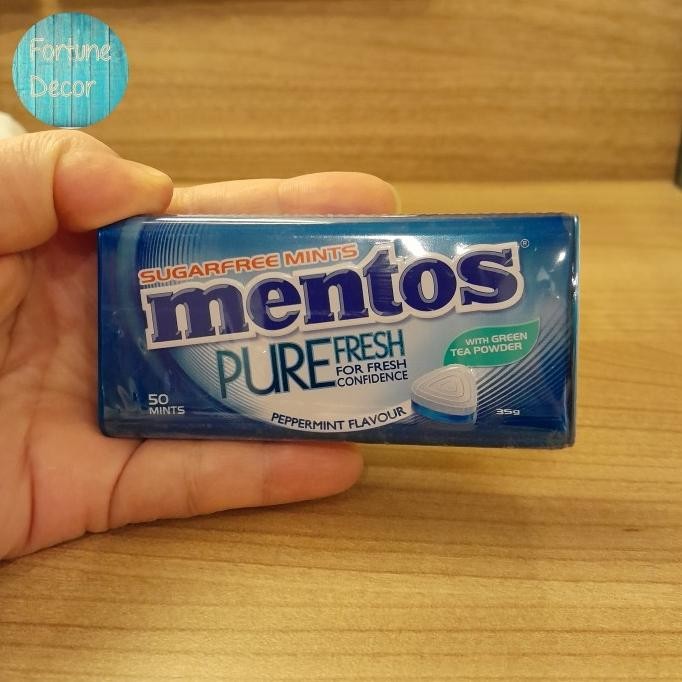 Fortune
Decor
SUGARFREE MINTS
mentos®
PURE FRESH
FOR FRESH
CONFIDENCE
WITH GREEN
TEA POWDER
50
MINTS
PEPPERMINT FLAVOUR
35g